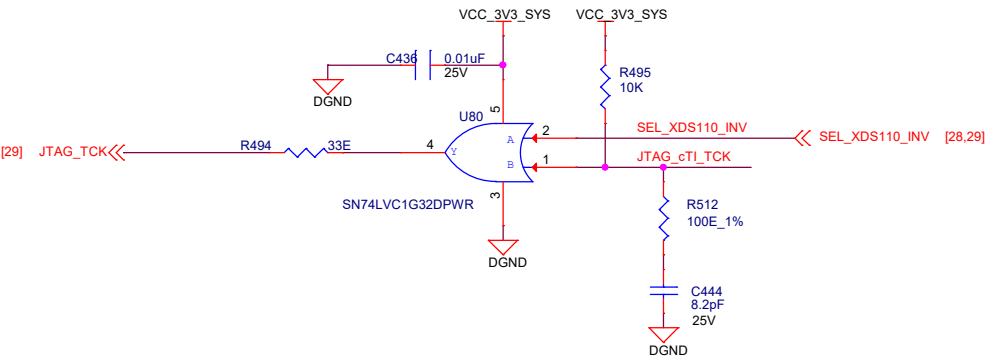 VCC_3V3_SYS
VCC_3V3_SYS
C436
0.01uF
25V
R495
10K
DGND
5
U80
SEL_XDS110_INV
2
A
SEL_XDS110_INV
[28,29]
[29]
JTAG_TCK
R494
33E
4
Y
B
1
JTAG_cTI_TCK
3
SN74LVC1G32DPWR
R512
100E_1%
DGND
C444
8.2pF
25V
DGND